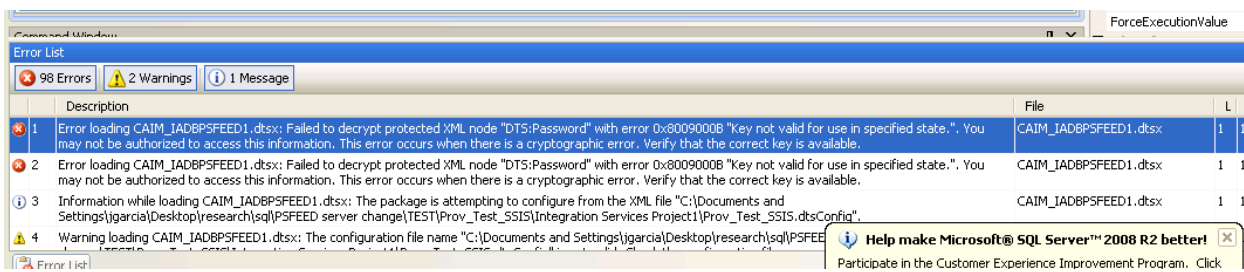 ForceExecutionValue
Command Window
Error List
98 Errors 2 Warnings 1 Message
Description File L
1 Error loading CAIM_IADBPSFEED1.dtsx: Failed to decrypt protected XML node "DTS:Password" with error 0x8009000B "Key not valid for use in specified state.". You CAIM_IADBPSFEED1.dtsx 1 1
may not be authorized to access this information. This error occurs when there is a cryptographic error. Verify that the correct key is available.
2 Error loading CAIM_IADBPSFEED1.dtsx: Failed to decrypt protected XML node "DTS:Password" with error 0x8009000B "Key not valid for use in specified state.". You CAIM_IADBPSFEED1.dtsx 1 1
may not be authorized to access this information. This error occurs when there is a cryptographic error. Verify that the correct key is available.
3 Information while loading CAIM_IADBPSFEED1.dtsx: The package is attempting to configure from the XML file "C:\Documents and CAIM_IADBPSFEED1.dtsx 1 1
Settings\jgarcia\Desktop\research\sql\PSFEED server change\TEST\Prov_Test_SSIS\Integration Services Project1\Prov_Test_SSIS.dtsConfig".
4 Warning loading CAIM_IADBPSFEED1.dtsx: The configuration file name "C:\Documents and Settings\jgarcia\Desktop\research\sql\PSFEE
Help make Microsoft® SQL Server™ 2008 R2 better!
Error List
Participate in the Customer Experience Improvement Program. Click